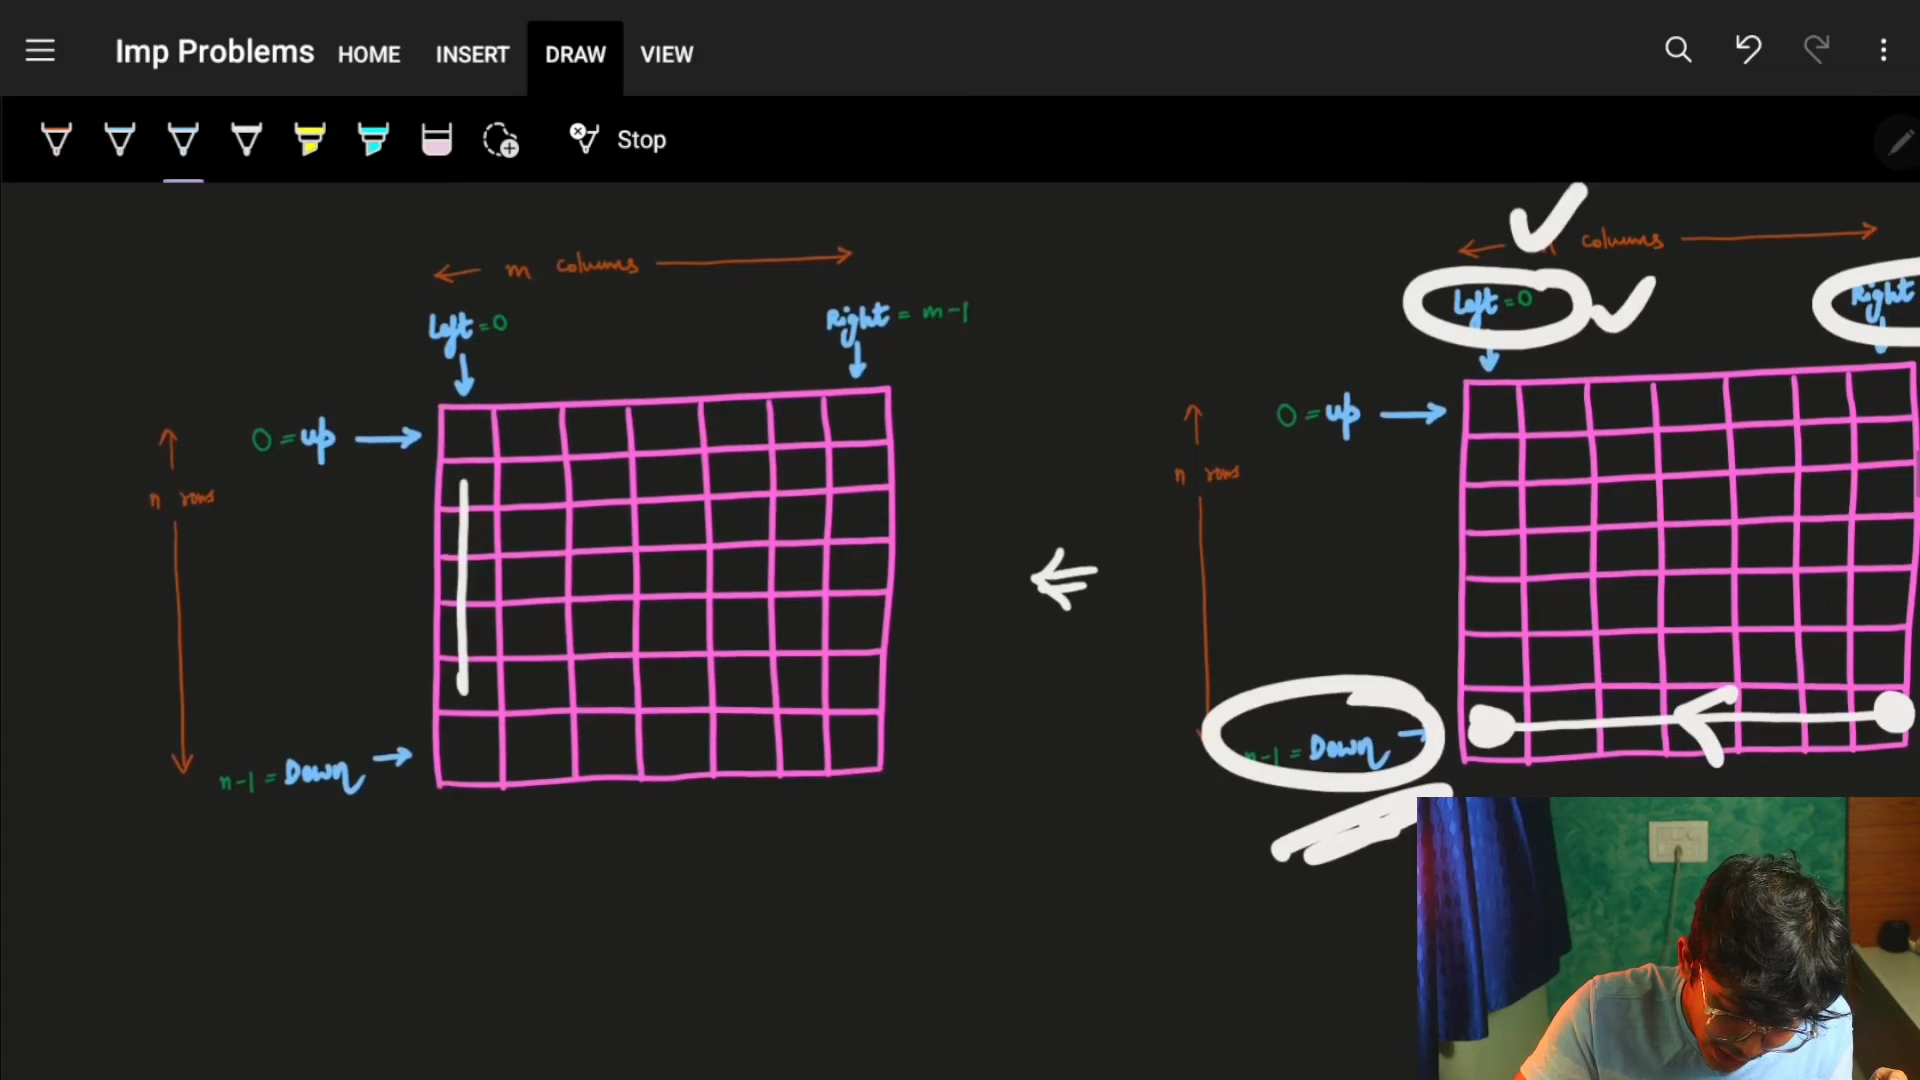 Imp Problems HOME INSERT DRAW VIEW
Stop
m columns
Left = 0
Right = m-1
0 = up
n rows
n-1 = Down
columns
Left = 0
Right
0 = up
n rows
n-1 = Down